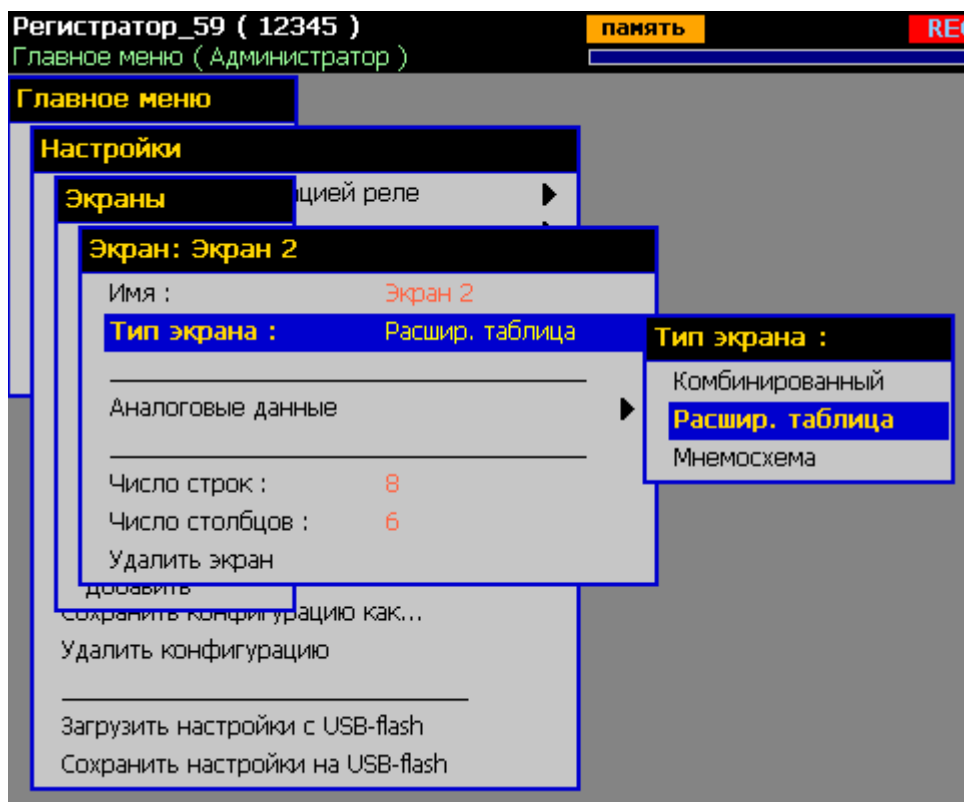 Регистратор_59 ( 12345 )
память
Главное меню ( Администратор )
Главное меню
Настройки
Экраны
реле
Экран: Экран 2
Имя : Экран 2
Тип экрана : Расшир. таблица
Тип экрана :
Комбинированный
Расшир. таблица
Мнемосхема
Аналоговые данные
Число строк : 8
Число столбцов : 6
Удалить экран
Добавить
Сохранить конфигурацию как...
Удалить конфигурацию
Загрузить настройки с USB-flash
Сохранить настройки на USB-flash